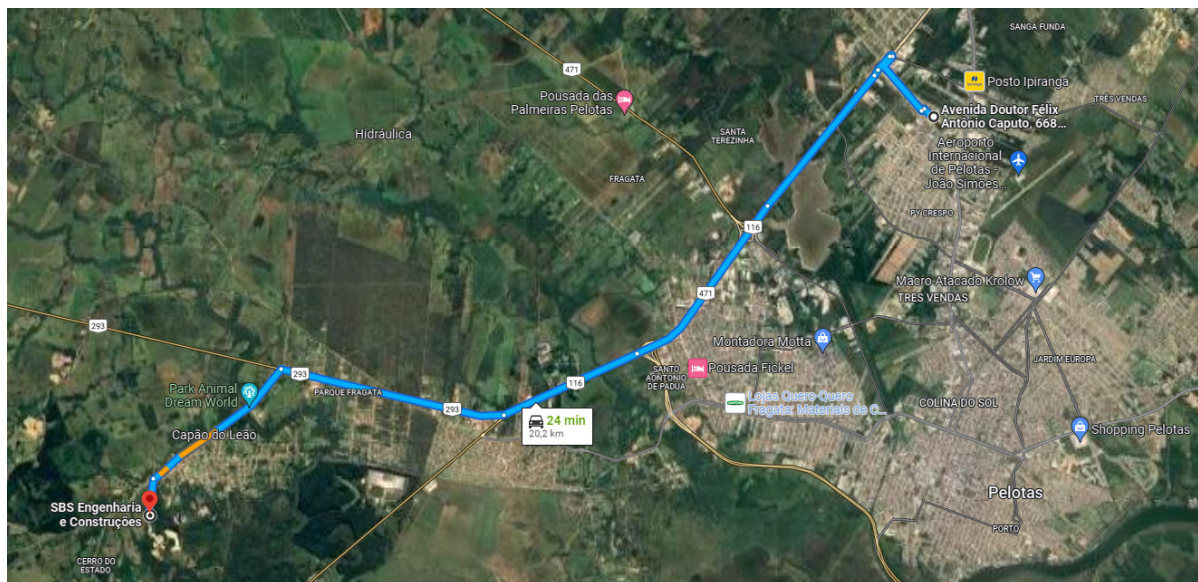 SANGA FUNDA
471
Posto Ipiranga
Pousada das
Palmeiras Pelotas
TRÊS VENDAS
Avenida Doutor Félix
Antônio Caputo, 668...
Hidráulica
SANTA
TEREZINHA
Aeroporto
Internacional
de Pelotas -
João Simões...
FRAGATA
PY CRESPO
116
Macro Atacado Krolow
471
TRÊS VENDAS
293
Montadora Motta
JARDIM EUROPA
293
SANTO
AONTONIO
DE PADUA
Pousada Fickel
116
Park Animal
Dream World
PARQUE FRAGATA
293
Lojas Quero-Quero
Fragata: Materiais de C...
COLINA DO SOL
24 min
20,2 km
Capão do Leão
Shopping Pelotas
SBS Engenharia
e Construções
Pelotas
PORTO
CERRO DO
ESTADO